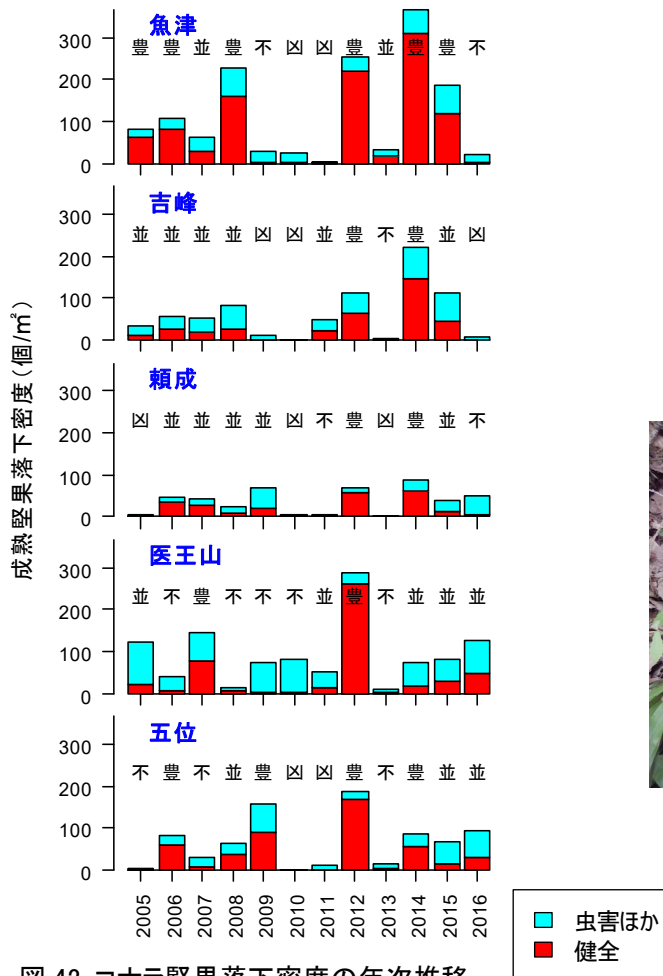 成熟堅果落下密度(個/㎡)
魚津
豊 豊 並 豊 不 凶 凶 豊 並 豊 豊 不
300
200
100
0
吉峰
並 並 並 並 凶 凶 並 豊 不 豊 並 凶
300
200
100
0
頼成
凶 並 並 並 並 凶 不 豊 凶 豊 並 不
300
200
100
0
医王山
並 不 豊 不 不 不 並 豊 不 並 並 並
300
200
100
0
五位
不 豊 不 並 豊 凶 凶 豊 不 豊 並 並
300
200
100
0
2005 2006 2007 2008 2009 2010 2011 2012 2013 2014 2015 2016
虫害ほか
健全
図 42 コナラ堅果落下密度の年次推移